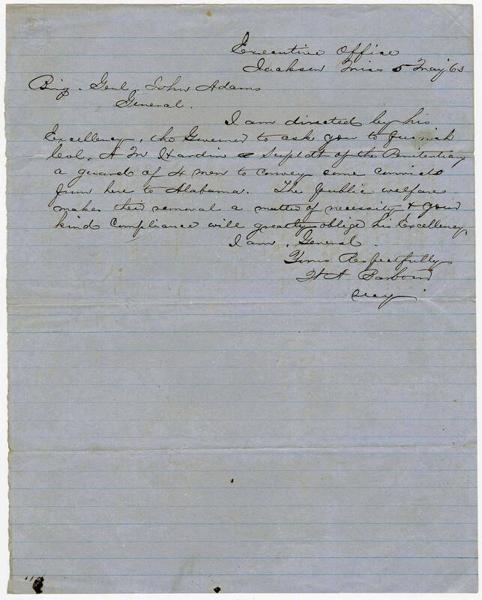 Executive Office
Jackson Miss 5 May 63
Brig. Genl. John Adams
General.
I am directed by his
Excellency, the Governor to ask you to furnish
Col. A M Hardin Supt of the Penitentiary
a guard of 4 men to convey some convicts
from here to Alabama. The public welfare
makes their removal a matter of necessity & your
kind compliance will greatly oblige his Excellency.
I am, General.
Yours Respectfully